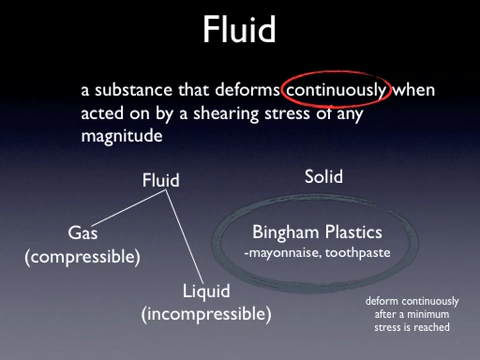 Fluid
a substance that deforms continuously when
acted on by a shearing stress of any
magnitude
Fluid
Solid
Gas
(compressible)
Bingham Plastics
-mayonnaise, toothpaste
Liquid
(incompressible)
deform continuously
after a minimum
stress is reached